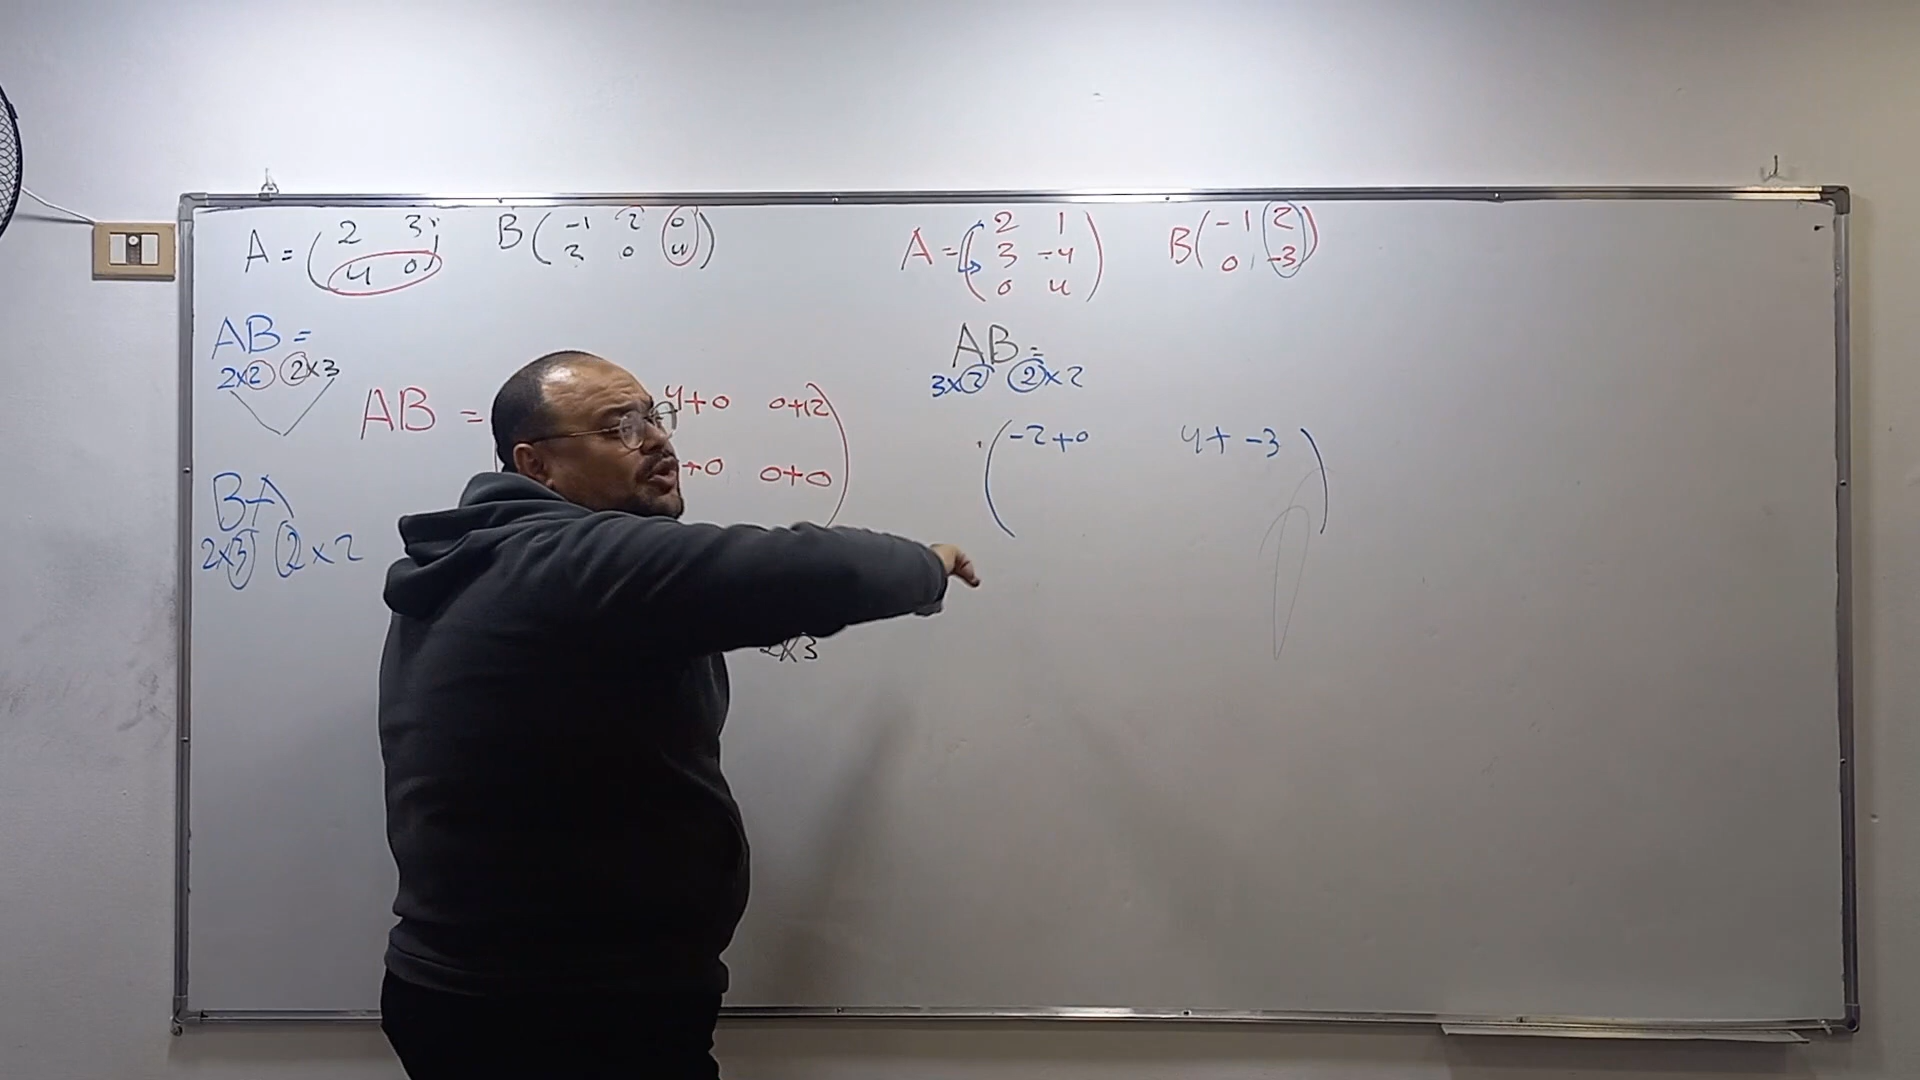 A = ( 2 3
4 0 )
B ( -1 2 0
3 0 4 )
AB =
2x2 2x3
AB = 4+0 0+12
+0 0+0 )
BA
2x3 2x2
2x3
A = ( 2 1
3 -4
0 4 )
B ( -1 2
0 -3 )
AB =
3x2 2x2
( -2+0 4+ -3 )